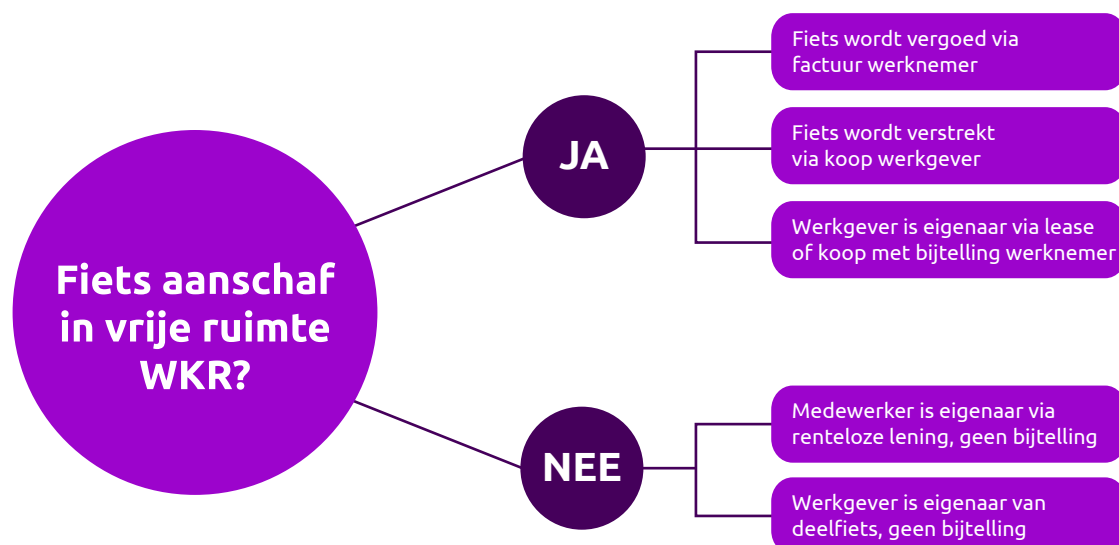 Fiets aanschaf
in vrije ruimte
WKR?
JA
Fiets wordt vergoed via
factuur werknemer
Fiets wordt verstrekt
via koop werkgever
Werkgever is eigenaar via lease
of koop met bijtelling werknemer
NEE
Medewerker is eigenaar via
renteloze lening, geen bijtelling
Werkgever is eigenaar van
deelfiets, geen bijtelling